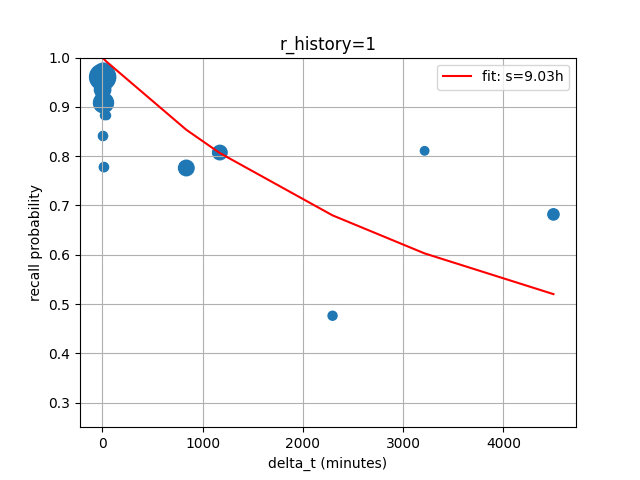 r_history=1
fit: s=9.03h
1.0
0.9
0.8
0.7
0.6
0.5
0.4
0.3
recall probability
0 1000 2000 3000 4000
delta_t (minutes)